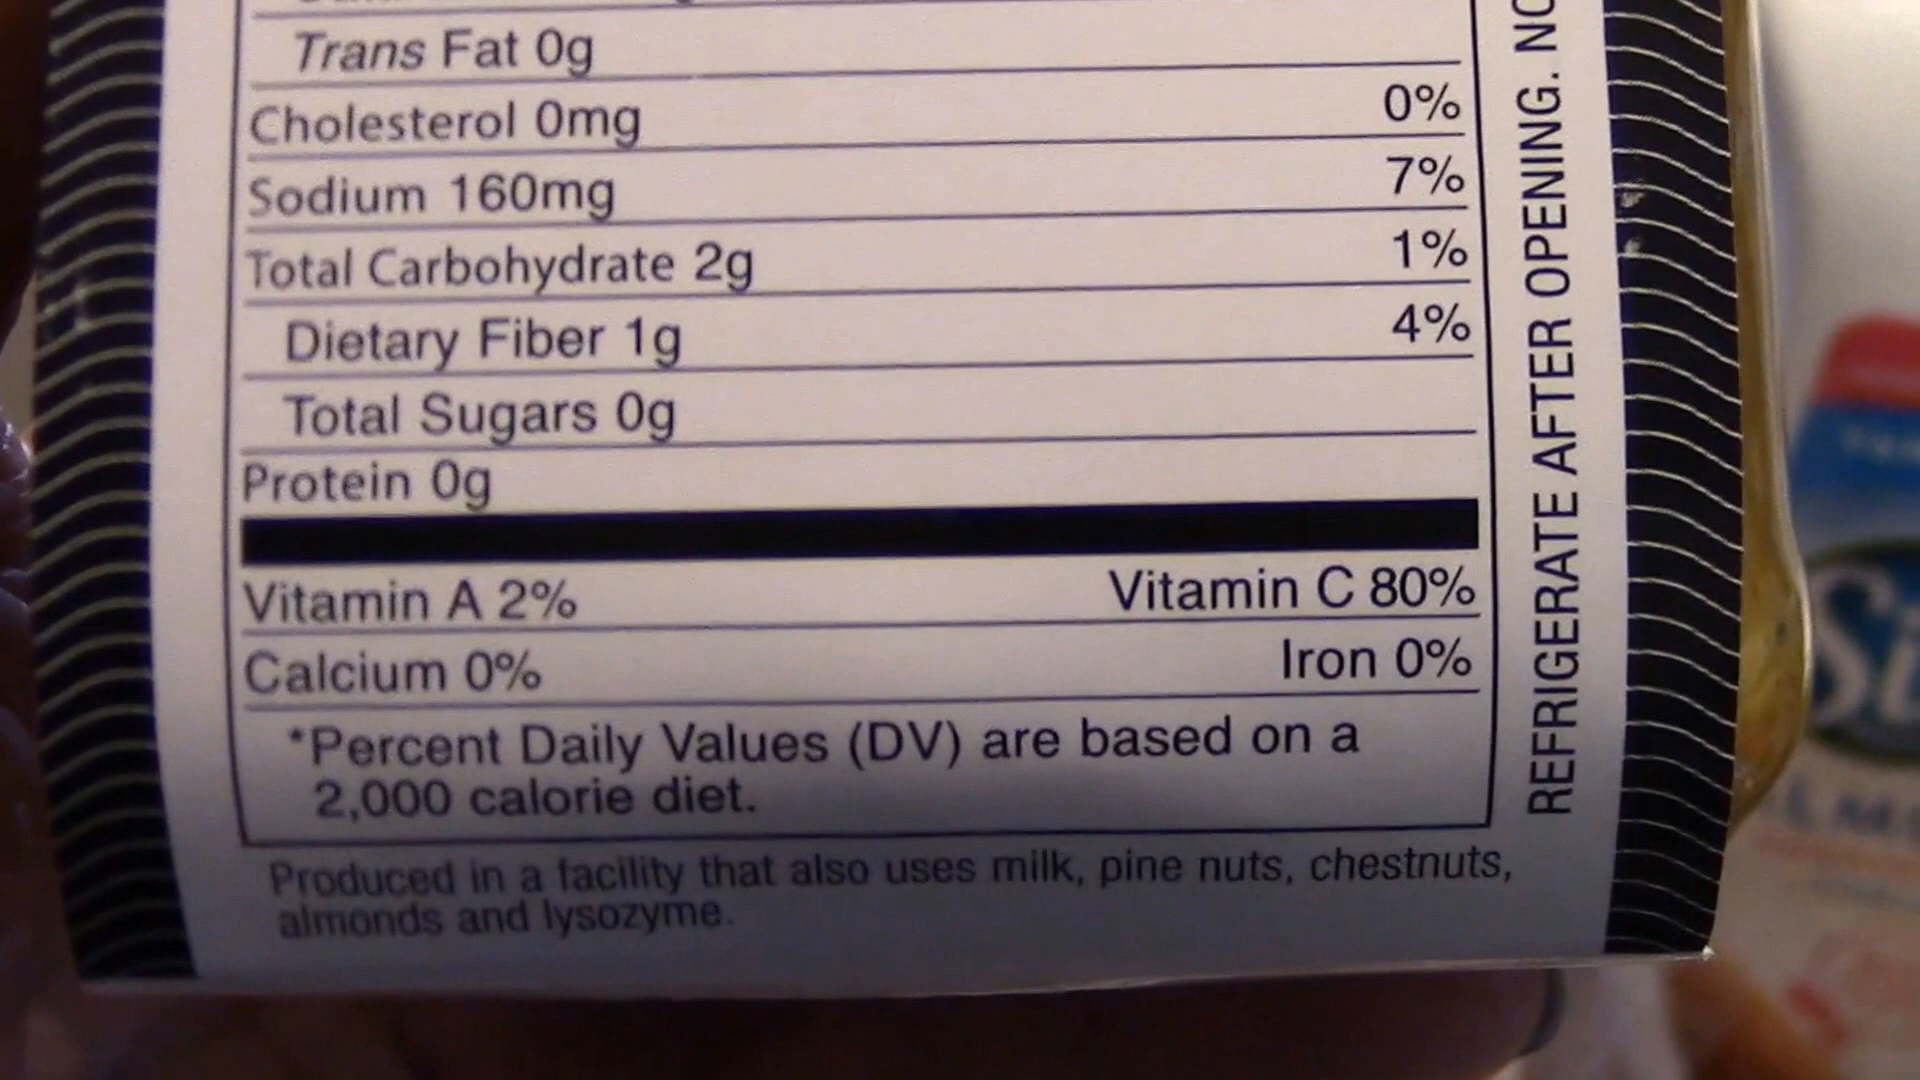 Trans Fat 0g
Cholesterol 0mg 0%
Sodium 160mg 7%
Total Carbohydrate 2g 1%
Dietary Fiber 1g 4%
Total Sugars 0g
Protein 0g
Vitamin A 2% Vitamin C 80%
Calcium 0% Iron 0%
*Percent Daily Values (DV) are based on a
2,000 calorie diet.
Produced in a facility that also uses milk, pine nuts, chestnuts,
almonds and lysozyme.
REFRIGERATE AFTER OPENING.